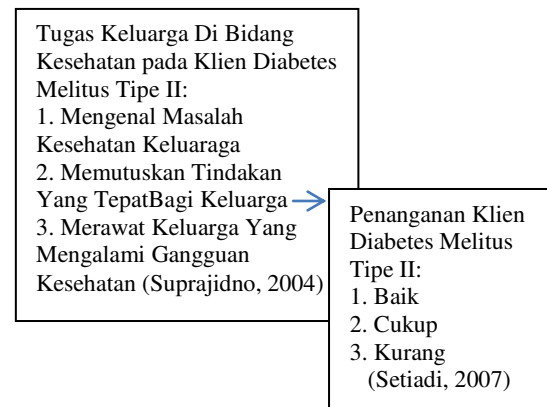 Tugas Keluarga Di Bidang
Kesehatan pada Klien Diabetes
Melitus Tipe II:
1. Mengenal Masalah
Kesehatan Keluaraga
2. Memutuskan Tindakan
Yang TepatBagi Keluarga
3. Merawat Keluarga Yang
Mengalami Gangguan
Kesehatan (Suprajidno, 2004)
Penanganan Klien
Diabetes Melitus
Tipe II:
1. Baik
2. Cukup
3. Kurang
(Setiadi, 2007)